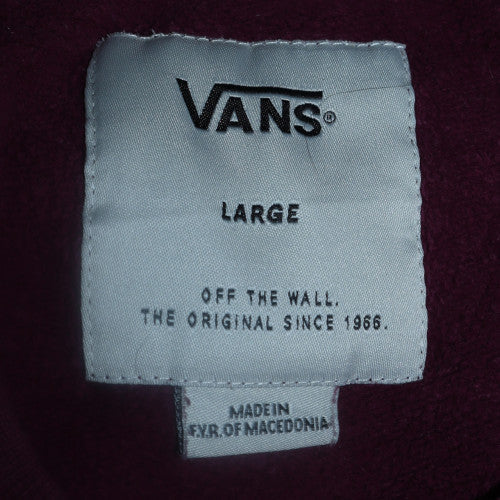 VANS®
LARGE
OFF THE WALL.
THE ORIGINAL SINCE 1966.
MADE IN
F.Y.R. OF MACEDONIA